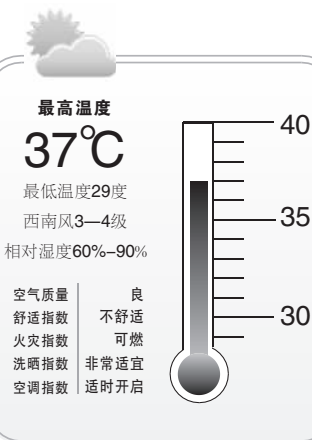 最高温度
37℃
最低温度29度
西南风3—4级
相对湿度60%–90%
空气质量 良
舒适指数 不舒适
火灾指数 可燃
洗晒指数 非常适宜
空调指数 适时开启
40
35
30